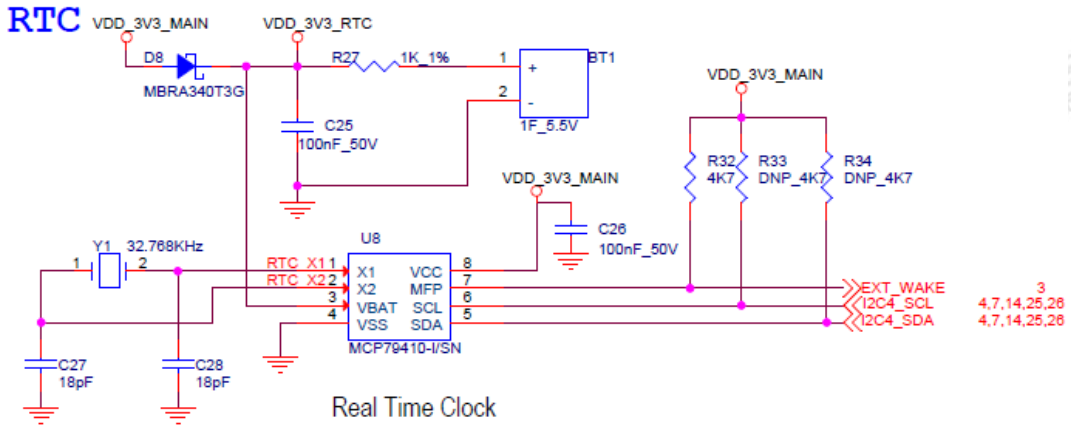 RTC
VDD_3V3_MAIN
VDD_3V3_RTC
D8
MBRA340T3G
R27
1K_1%
1
+
BT1
2
-
1F_5.5V
C25
100nF_50V
VDD_3V3_MAIN
R32
4K7
R33
DNP_4K7
R34
DNP_4K7
VDD_3V3_MAIN
C26
100nF_50V
Y1
32.768KHz
1
2
U8
RTC_X1 1
X1
VCC
8
RTC_X2 2
X2
MFP
7
3
VBAT
SCL
6
4
VSS
SDA
5
MCP79410-I/SN
EXT_WAKE 3
I2C4_SCL 4,7,14,25,26
I2C4_SDA 4,7,14,25,26
C27
18pF
C28
18pF
Real Time Clock